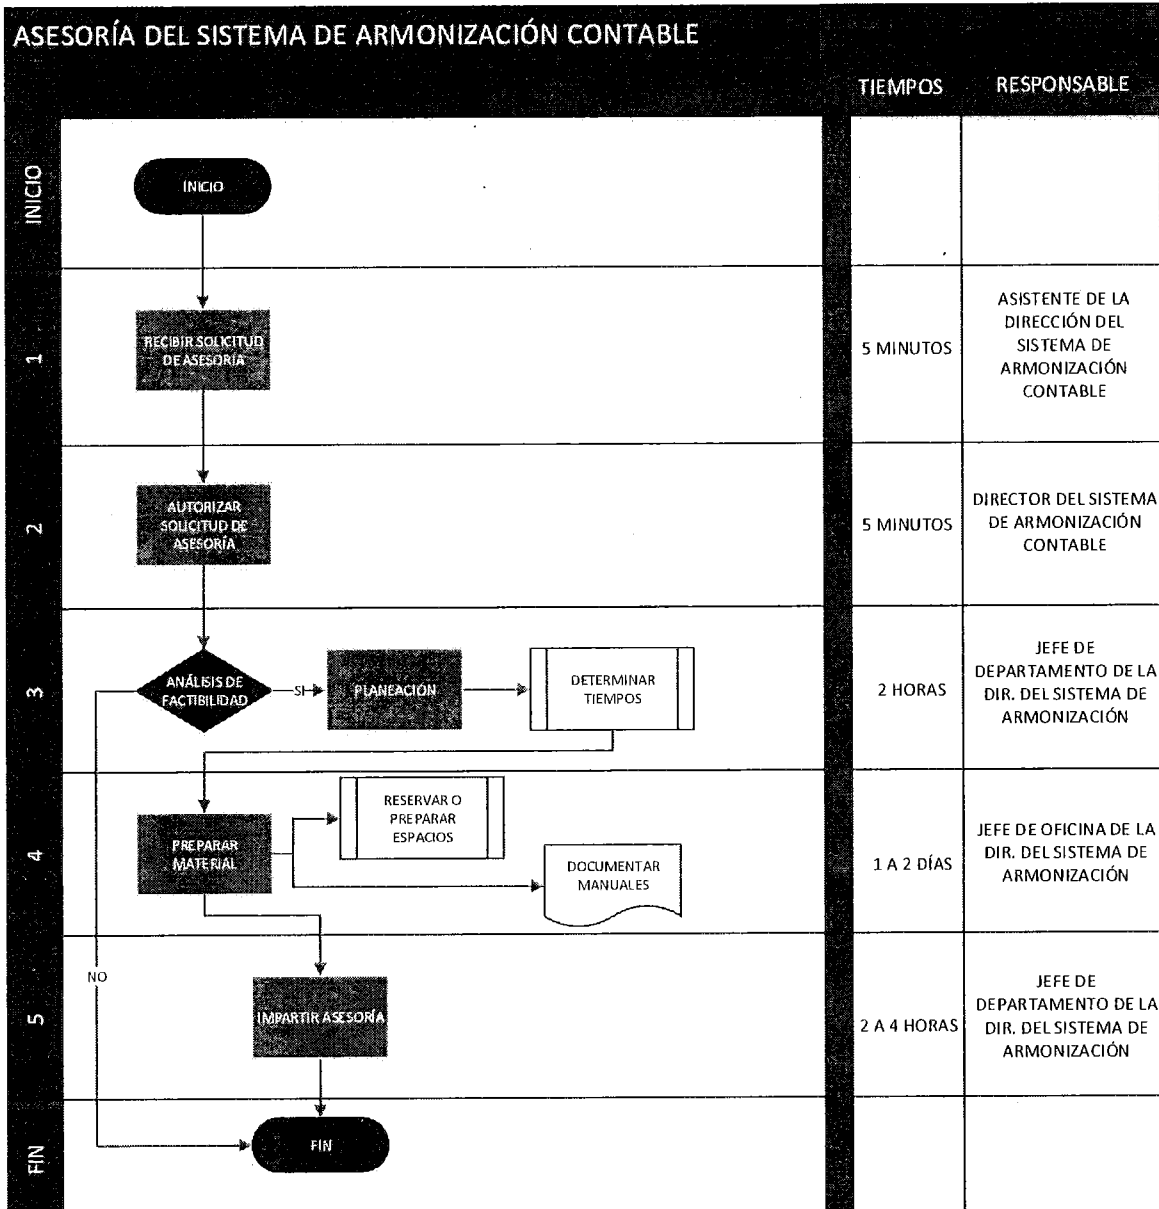 ASESORÍA DEL SISTEMA DE ARMONIZACIÓN CONTABLE
TIEMPOS
RESPONSABLE
INICIO
INICIO
1
RECIBIR SOLICITUD
DE ASESORIA
5 MINUTOS
ASISTENTE DE LA
DIRECCIÓN DEL
SISTEMA DE
ARMONIZACIÓN
CONTABLE
2
AUTORIZAR
SOLICITUD DE
ASESORÍA
5 MINUTOS
DIRECTOR DEL SISTEMA
DE ARMONIZACIÓN
CONTABLE
3
ANÁLISIS DE
FACTIBILIDAD
SI
PLANEACIÓN
DETERMINAR
TIEMPOS
2 HORAS
JEFE DE
DEPARTAMENTO DE LA
DIR. DEL SISTEMA DE
ARMONIZACIÓN
4
PREPARAR
MATERIAL
RESERVAR O
PREPARAR
ESPACIOS
DOCUMENTAR
MANUALES
1 A 2 DÍAS
JEFE DE OFICINA DE LA
DIR. DEL SISTEMA DE
ARMONIZACIÓN
NO
5
IMPARTIR ASESORÍA
2 A 4 HORAS
JEFE DE
DEPARTAMENTO DE LA
DIR. DEL SISTEMA DE
ARMONIZACIÓN
FIN
FIN